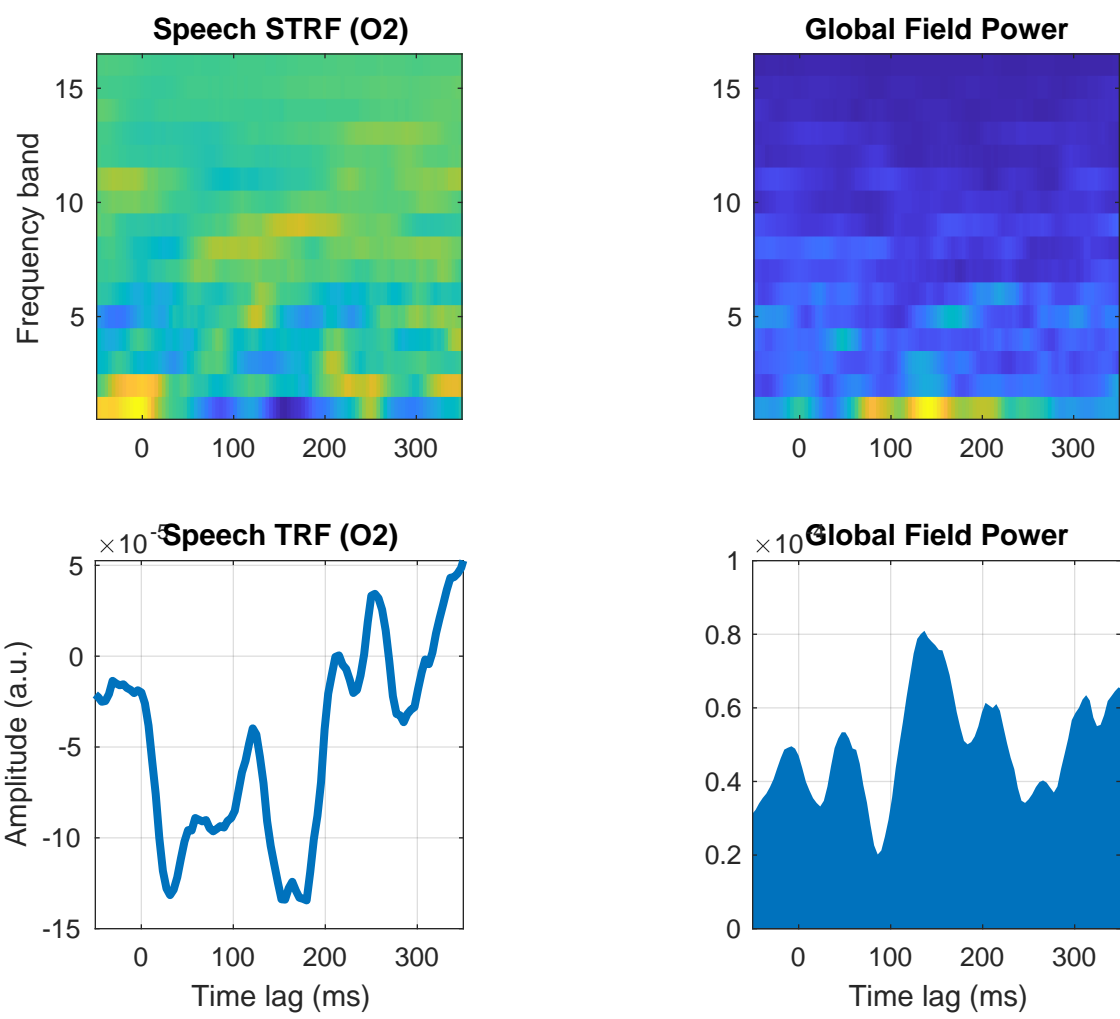 Speech STRF (O2)
Frequency band
15
10
5
0 100 200 300
Global Field Power
15
10
5
0 100 200 300
Speech TRF (O2)
×10-5
Amplitude (a.u.)
5
0
-5
-10
-15
0 100 200 300
Time lag (ms)
Global Field Power
×10-4
1
0.8
0.6
0.4
0.2
0
0 100 200 300
Time lag (ms)